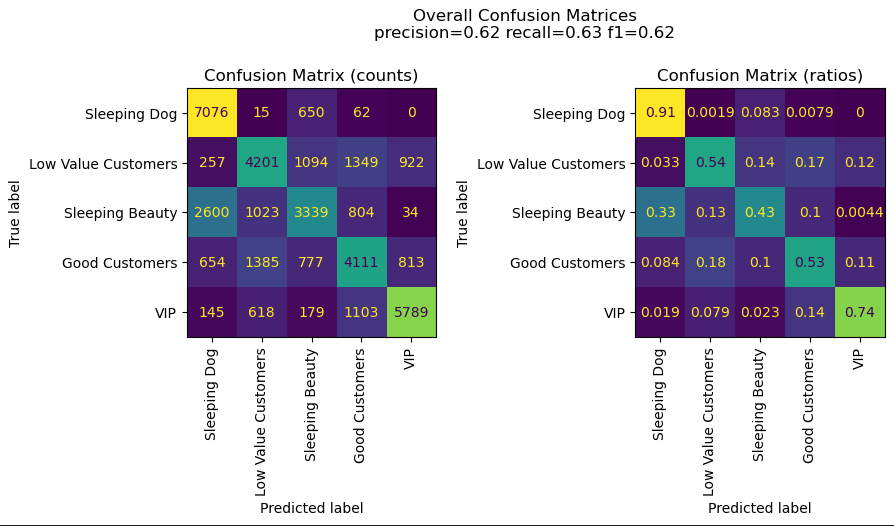 Overall Confusion Matrices
precision=0.62 recall=0.63 f1=0.62
Confusion Matrix (counts)
True label
Sleeping Dog 7076 15 650 62 0
Low Value Customers 257 4201 1094 1349 922
Sleeping Beauty 2600 1023 3339 804 34
Good Customers 654 1385 777 4111 813
VIP 145 618 179 1103 5789
Sleeping Dog
Low Value Customers
Sleeping Beauty
Good Customers
VIP
Predicted label
Confusion Matrix (ratios)
True label
Sleeping Dog 0.91 0.0019 0.083 0.0079 0
Low Value Customers 0.033 0.54 0.14 0.17 0.12
Sleeping Beauty 0.33 0.13 0.43 0.1 0.0044
Good Customers 0.084 0.18 0.1 0.53 0.11
VIP 0.019 0.079 0.023 0.14 0.74
Sleeping Dog
Low Value Customers
Sleeping Beauty
Good Customers
VIP
Predicted label